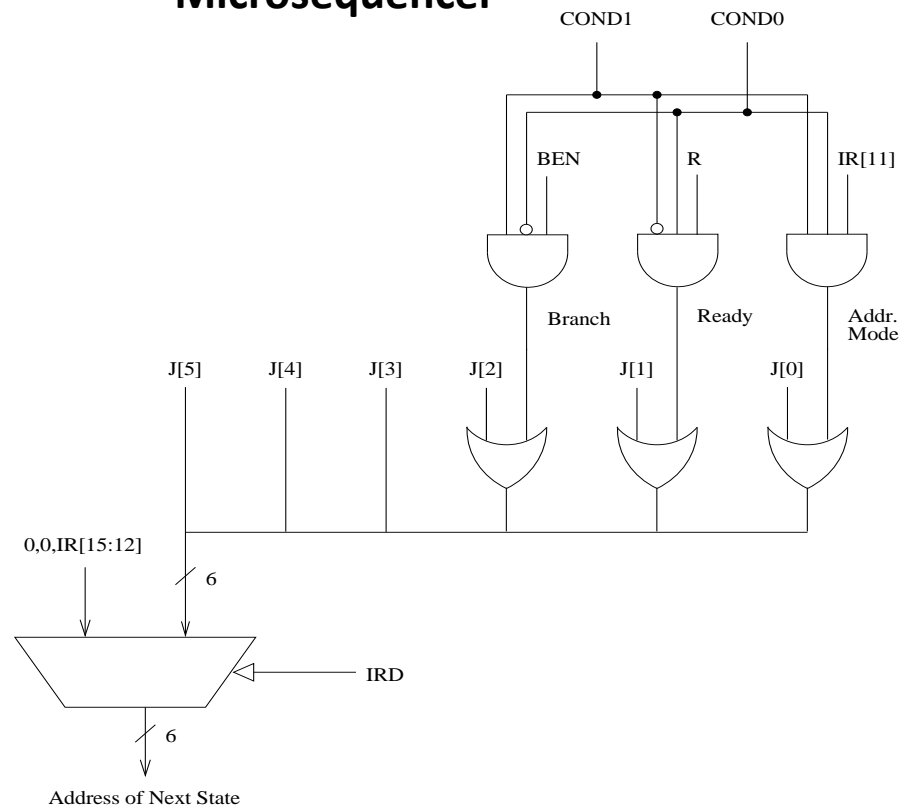 Microsequencer
COND1
COND0
BEN
R
IR[11]
Branch
Ready
Addr.
Mode
J[5]
J[4]
J[3]
J[2]
J[1]
J[0]
0,0,IR[15:12]
6
IRD
6
Address of Next State